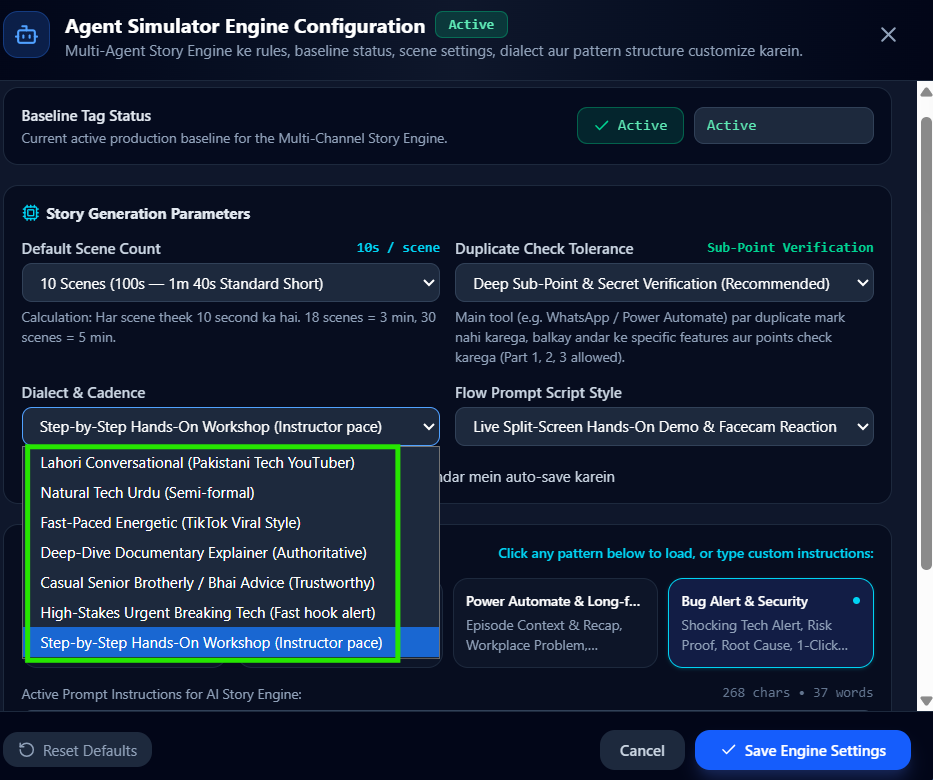 Agent Simulator Engine Configuration Active
Multi-Agent Story Engine ke rules, baseline status, scene settings, dialect aur pattern structure customize karein.
Baseline Tag Status
Current active production baseline for the Multi-Channel Story Engine.
Active
Active
Story Generation Parameters
Default Scene Count 10s / scene
10 Scenes (100s — 1m 40s Standard Short)
Calculation: Har scene theek 10 second ka hai. 18 scenes = 3 min, 30
scenes = 5 min.
Duplicate Check Tolerance Sub-Point Verification
Deep Sub-Point & Secret Verification (Recommended)
Main tool (e.g. WhatsApp / Power Automate) par duplicate mark
nahi karega, balkay andar ke specific features aur points check
karega (Part 1, 2, 3 allowed).
Dialect & Cadence
Step-by-Step Hands-On Workshop (Instructor pace)
Lahori Conversational (Pakistani Tech YouTuber)
Natural Tech Urdu (Semi-formal)
Fast-Paced Energetic (TikTok Viral Style)
Deep-Dive Documentary Explainer (Authoritative)
Casual Senior Brotherly / Bhai Advice (Trustworthy)
High-Stakes Urgent Breaking Tech (Fast hook alert)
Step-by-Step Hands-On Workshop (Instructor pace)
Flow Prompt Script Style
Live Split-Screen Hands-On Demo & Facecam Reaction
mein auto-save karein
Click any pattern below to load, or type custom instructions:
Power Automate & Long-f...
Episode Context & Recap,
Workplace Problem,...
Bug Alert & Security
Shocking Tech Alert, Risk
Proof, Root Cause, 1-Click...
Active Prompt Instructions for AI Story Engine: 268 chars • 37 words
Reset Defaults
Cancel
Save Engine Settings